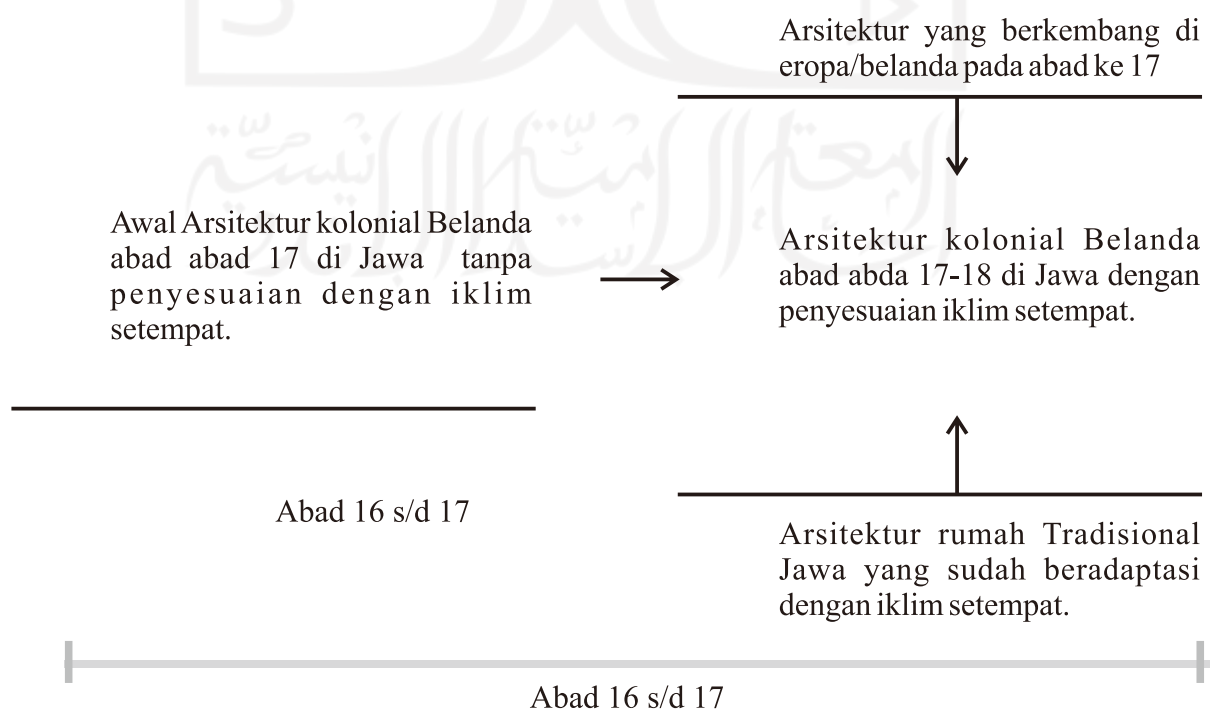 Arsitektur yang berkembang di
eropa/belanda pada abad ke 17
Awal Arsitektur kolonial Belanda
abad abad 17 di Jawa tanpa
penyesuaian dengan iklim
setempat.
Arsitektur kolonial Belanda
abad abda 17-18 di Jawa dengan
penyesuaian iklim setempat.
Abad 16 s/d 17
Arsitektur rumah Tradisional
Jawa yang sudah beradaptasi
dengan iklim setempat.
Abad 16 s/d 17